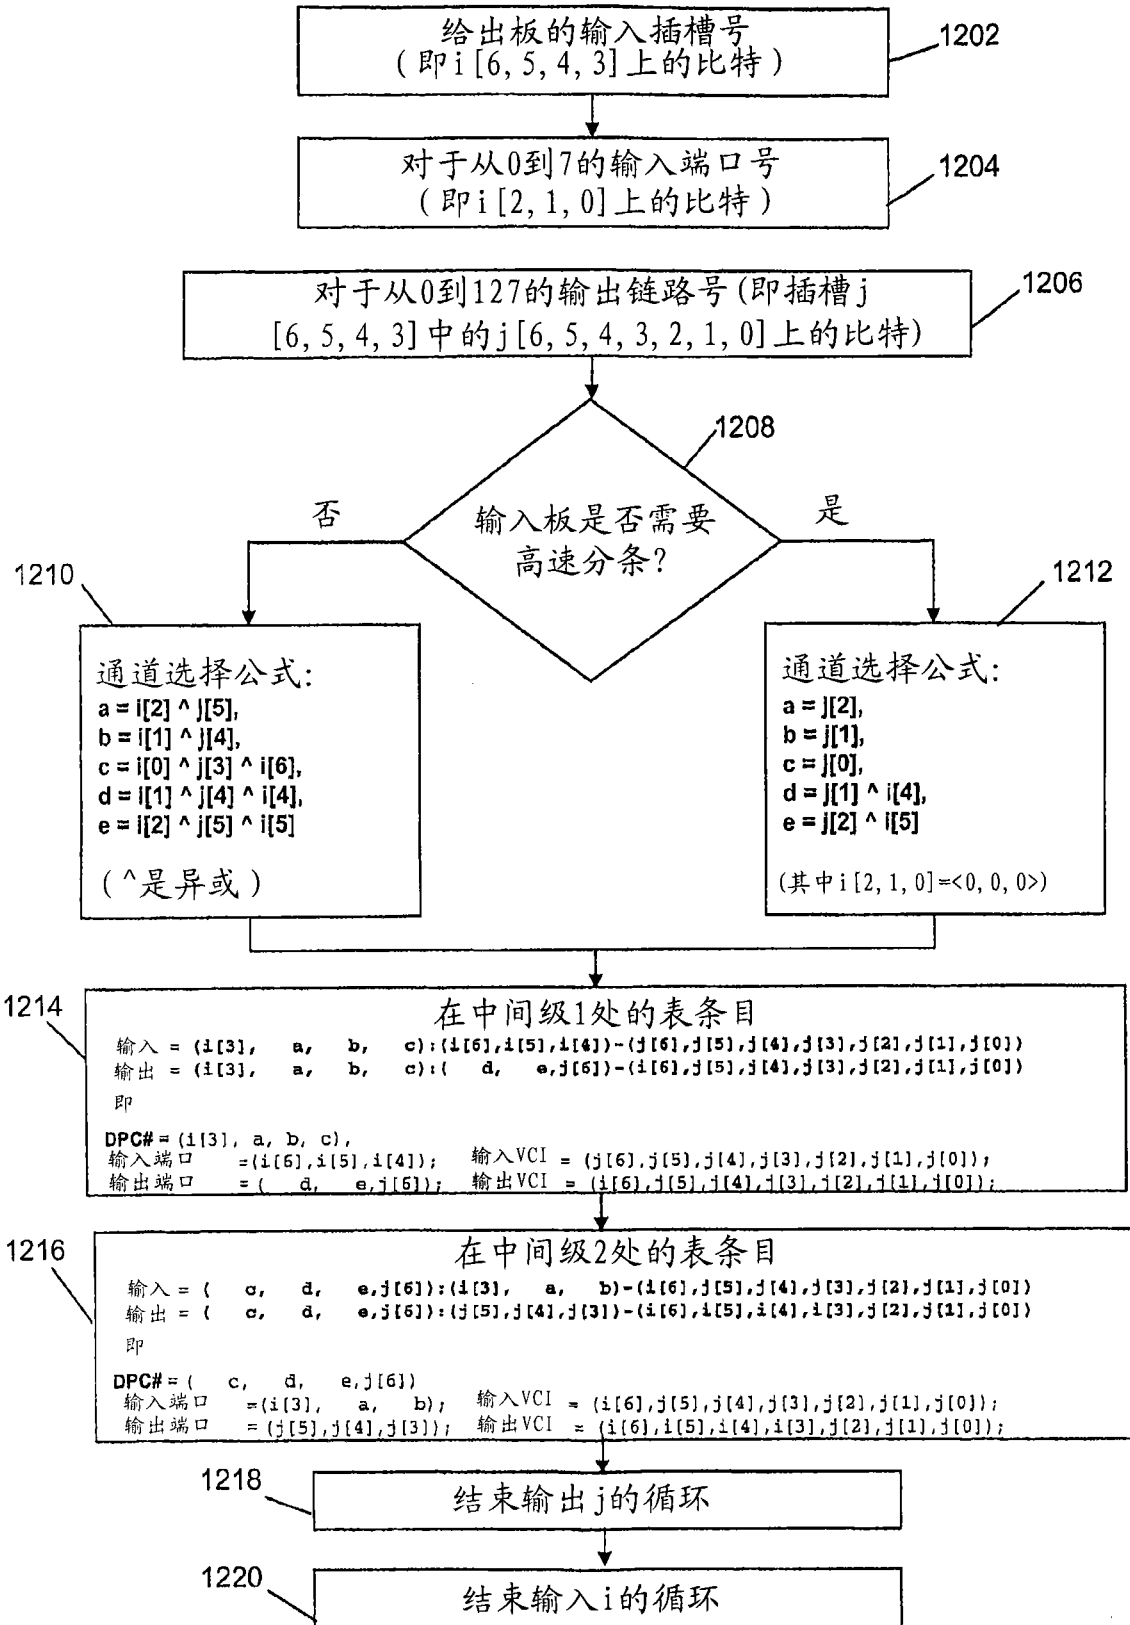 给出板的输入插槽号
(即i[6,5,4,3]上的比特)
1202
对于从0到7的输入端口号
(即i[2,1,0]上的比特)
1204
对于从0到127的输出链路号(即插槽j
[6,5,4,3]中的j[6,5,4,3,2,1,0]上的比特)
1206
1208
输入板是否需要
高速分条?
否
是
1210
通道选择公式:
a = i[2] ^ j[5],
b = i[1] ^ j[4],
c = i[0] ^ j[3] ^ i[6],
d = i[1] ^ j[4] ^ i[4],
e = i[2] ^ j[5] ^ i[5]
(^是异或)
1212
通道选择公式:
a = j[2],
b = j[1],
c = j[0],
d = j[1] ^ i[4],
e = j[2] ^ i[5]
(其中i[2,1,0]=<0,0,0>)
1214
在中间级1处的表条目
输入 = (i[3], a, b, c):(i[6],i[5],i[4])-(j[6],j[5],j[4],j[3],j[2],j[1],j[0])
输出 = (i[3], a, b, c):( d, e,j[6])-(i[6],j[5],j[4],j[3],j[2],j[1],j[0])
即
DPC# = (i[3], a, b, c),
输入端口 =(i[6],i[5],i[4]); 输入VCI = (j[6],j[5],j[4],j[3],j[2],j[1],j[0]);
输出端口 =( d, e,j[6]); 输出VCI = (i[6],j[5],j[4],j[3],j[2],j[1],j[0]);
1216
在中间级2处的表条目
输入 = ( c, d, e,j[6]):(i[3], a, b)-(i[6],j[5],j[4],j[3],j[2],j[1],j[0])
输出 = ( c, d, e,j[6]):(j[5],j[4],j[3])-(i[6],i[5],i[4],i[3],j[2],j[1],j[0])
即
DPC# = ( c, d, e,j[6])
输入端口 =(i[3], a, b); 输入VCI = (i[6],j[5],j[4],j[3],j[2],j[1],j[0]);
输出端口 =(j[5],j[4],j[3]); 输出VCI = (i[6],i[5],i[4],i[3],j[2],j[1],j[0]);
1218
结束输出j的循环
1220
结束输入i的循环